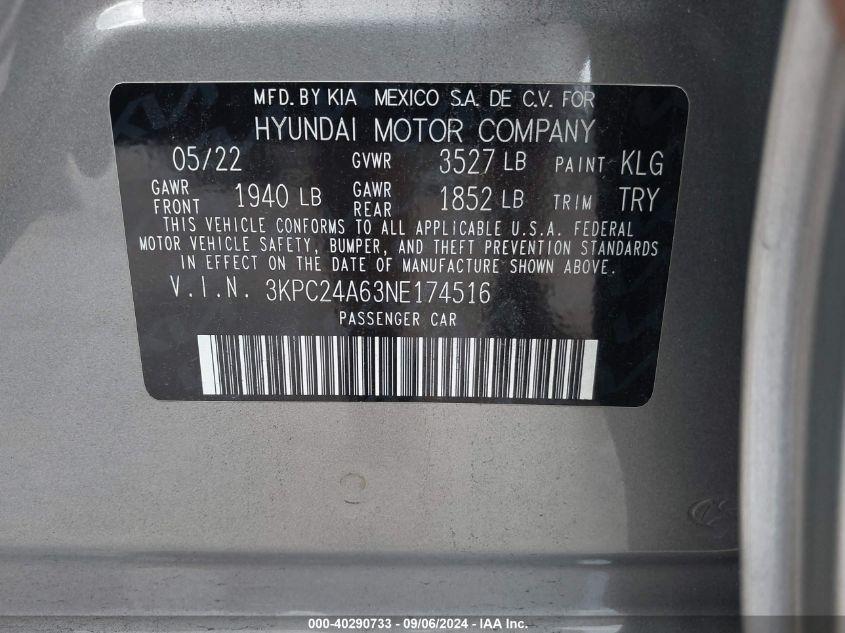 MFD. BY KIA MEXICO S.A. DE C.V. FOR
HYUNDAI MOTOR COMPANY
05/22 GVWR 3527 LB PAINT KLG
GAWR FRONT 1940 LB GAWR REAR 1852 LB TRIM TRY
THIS VEHICLE CONFORMS TO ALL APPLICABLE U.S.A. FEDERAL
MOTOR VEHICLE SAFETY, BUMPER, AND THEFT PREVENTION STANDARDS
IN EFFECT ON THE DATE OF MANUFACTURE SHOWN ABOVE.
V.I.N. 3KPC24A63NE174516
PASSENGER CAR
000-40290733 - 09/06/2024 - IAA Inc.